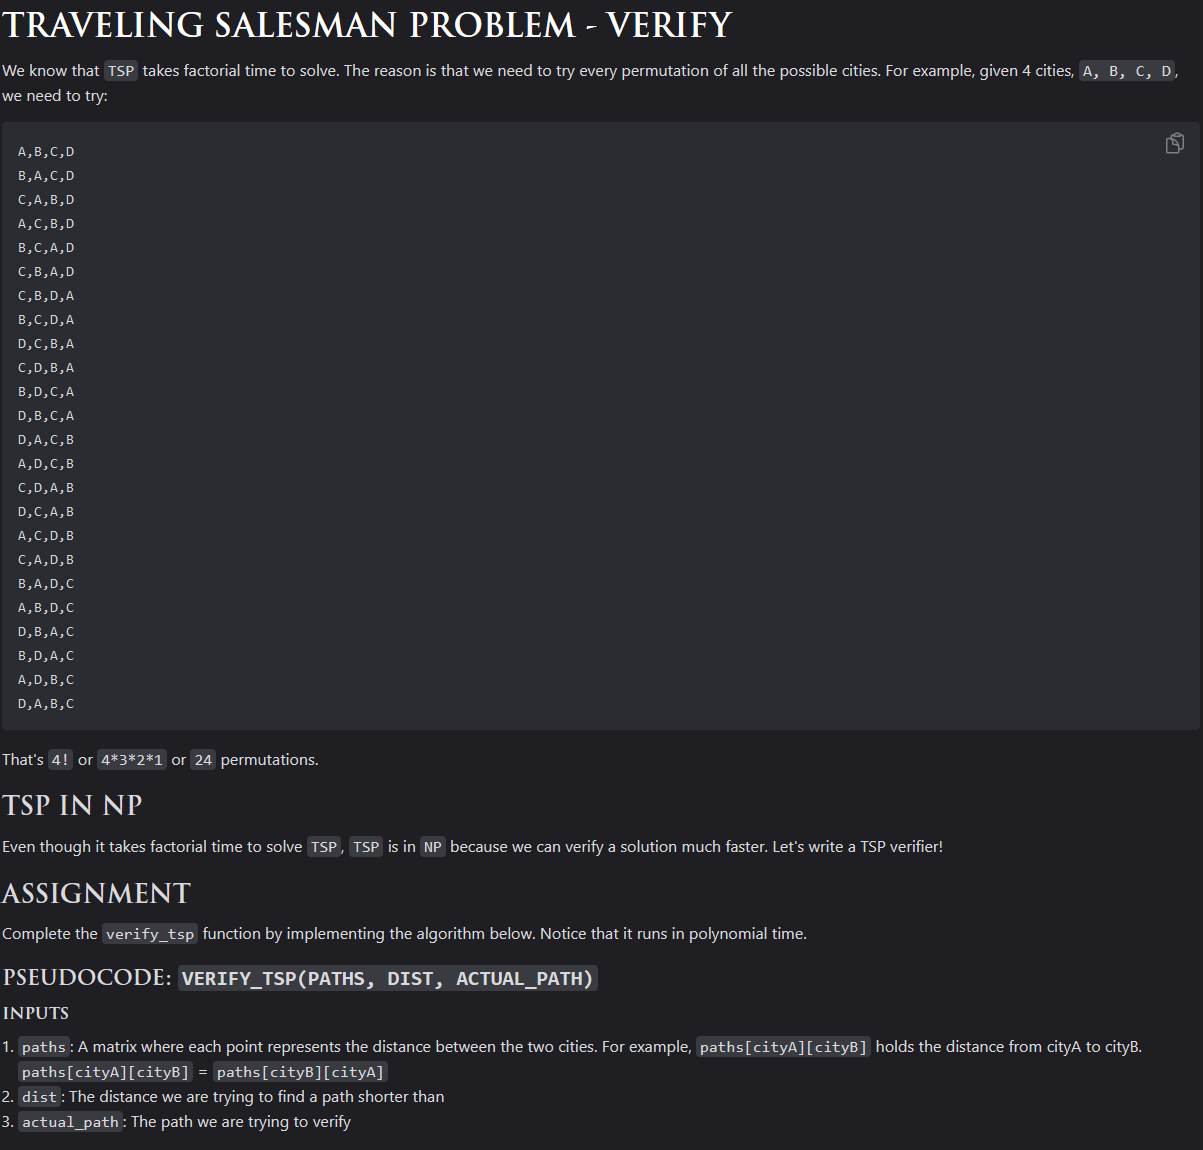 TRAVELING SALESMAN PROBLEM - VERIFY
We know that TSP takes factorial time to solve. The reason is that we need to try every permutation of all the possible cities. For example, given 4 cities, A, B, C, D,
we need to try:
A,B,C,D
B,A,C,D
C,A,B,D
A,C,B,D
B,C,A,D
C,B,A,D
C,B,D,A
B,C,D,A
D,C,B,A
C,D,B,A
B,D,C,A
D,B,C,A
D,A,C,B
A,D,C,B
C,D,A,B
D,C,A,B
A,C,D,B
C,A,D,B
B,A,D,C
A,B,D,C
D,B,A,C
B,D,A,C
A,D,B,C
D,A,B,C
That's 4! or 4*3*2*1 or 24 permutations.
TSP IN NP
Even though it takes factorial time to solve TSP, TSP is in NP because we can verify a solution much faster. Let's write a TSP verifier!
ASSIGNMENT
Complete the verify_tsp function by implementing the algorithm below. Notice that it runs in polynomial time.
PSEUDOCODE: VERIFY_TSP(PATHS, DIST, ACTUAL_PATH)
INPUTS
1. paths: A matrix where each point represents the distance between the two cities. For example, paths[cityA][cityB] holds the distance from cityA to cityB.
paths[cityA][cityB] = paths[cityB][cityA]
2. dist: The distance we are trying to find a path shorter than
3. actual_path: The path we are trying to verify